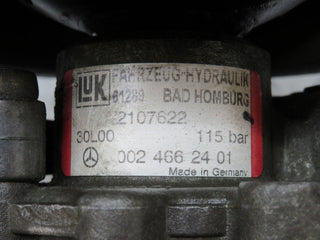 LUK
FAHRZEUG-HYDRAULIK
61289 BAD HOMBURG
2107622
30L00 115 bar
002 466 24 01
Made in Germany